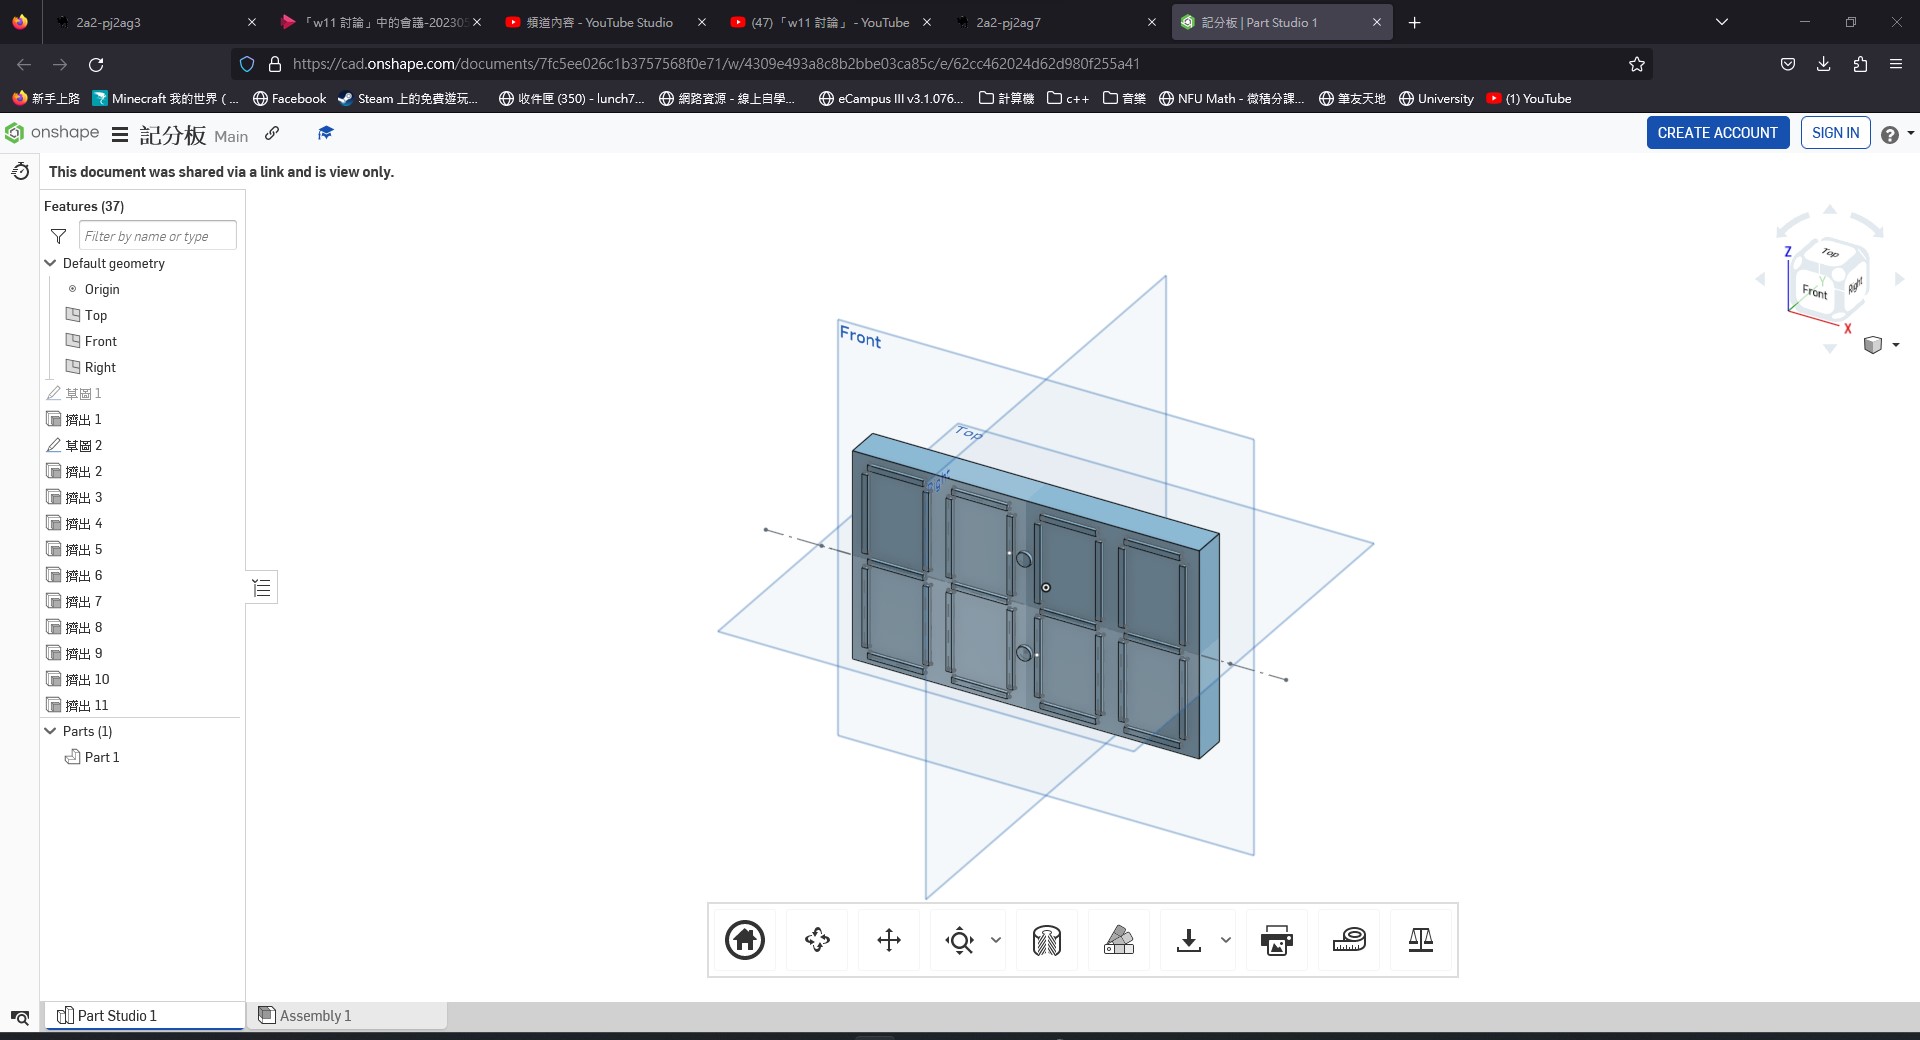 2a2-pj2ag3
「w11 討論」中的會議-202305
頻道內容 - YouTube Studio
(47)「w11 討論」 - YouTube
2a2-pj2ag7
記分板 | Part Studio 1
https://cad.onshape.com/documents/7fc5ee026c1b3757568f0e71/w/4309e493a8c8b2bbe03ca85c/e/62cc462024d62d980f255a41
新手上路
Minecraft 我的世界 ( ...
Facebook
Steam 上的免費遊玩...
收件匣 (350) - lunch7...
網路資源 - 線上自學...
eCampus III v3.1.076...
計算機
c++
音樂
NFU Math - 微積分課...
筆友天地
University
(1) YouTube
onshape
記分板 Main
CREATE ACCOUNT
SIGN IN
This document was shared via a link and is view only.
Features (37)
Filter by name or type
Default geometry
Origin
Top
Front
Right
草圖 1
擠出 1
草圖 2
擠出 2
擠出 3
擠出 4
擠出 5
擠出 6
擠出 7
擠出 8
擠出 9
擠出 10
擠出 11
Parts (1)
Part 1
Front
Top
Right
Z
Top
Y
Front
Right
X
Part Studio 1
Assembly 1